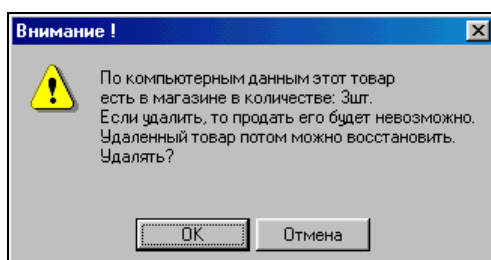 Внимание !
По компьютерным данным этот товар
есть в магазине в количестве: 3шт.
Если удалить, то продать его будет невозможно.
Удаленный товар потом можно восстановить.
Удалять?
OK Отмена